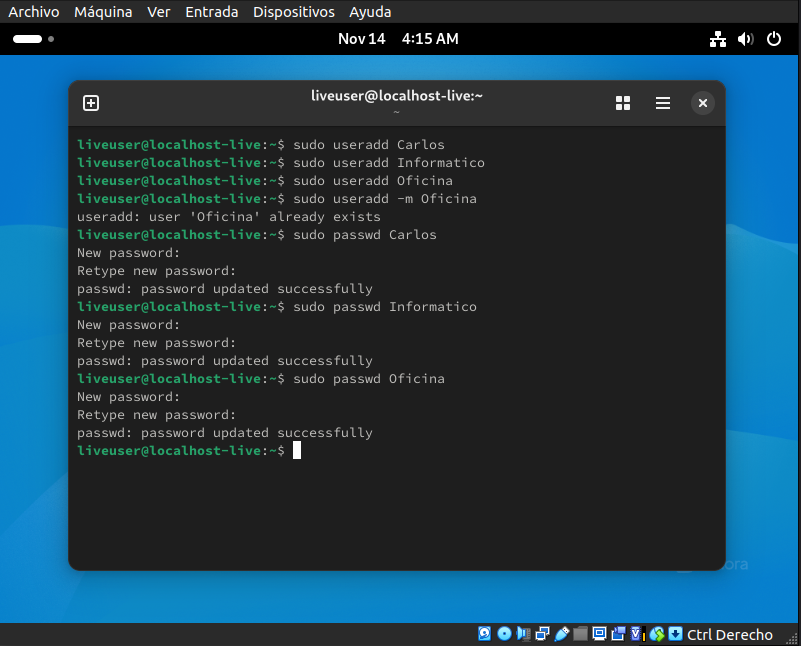 Archivo Máquina Ver Entrada Dispositivos Ayuda
Nov 14 4:15 AM
liveuser@localhost-live:~
~
liveuser@localhost-live:~$ sudo useradd Carlos
liveuser@localhost-live:~$ sudo useradd Informatico
liveuser@localhost-live:~$ sudo useradd Oficina
liveuser@localhost-live:~$ sudo useradd -m Oficina
useradd: user 'Oficina' already exists
liveuser@localhost-live:~$ sudo passwd Carlos
New password:
Retype new password:
passwd: password updated successfully
liveuser@localhost-live:~$ sudo passwd Informatico
New password:
Retype new password:
passwd: password updated successfully
liveuser@localhost-live:~$ sudo passwd Oficina
New password:
Retype new password:
passwd: password updated successfully
liveuser@localhost-live:~$
Ctrl Derecho